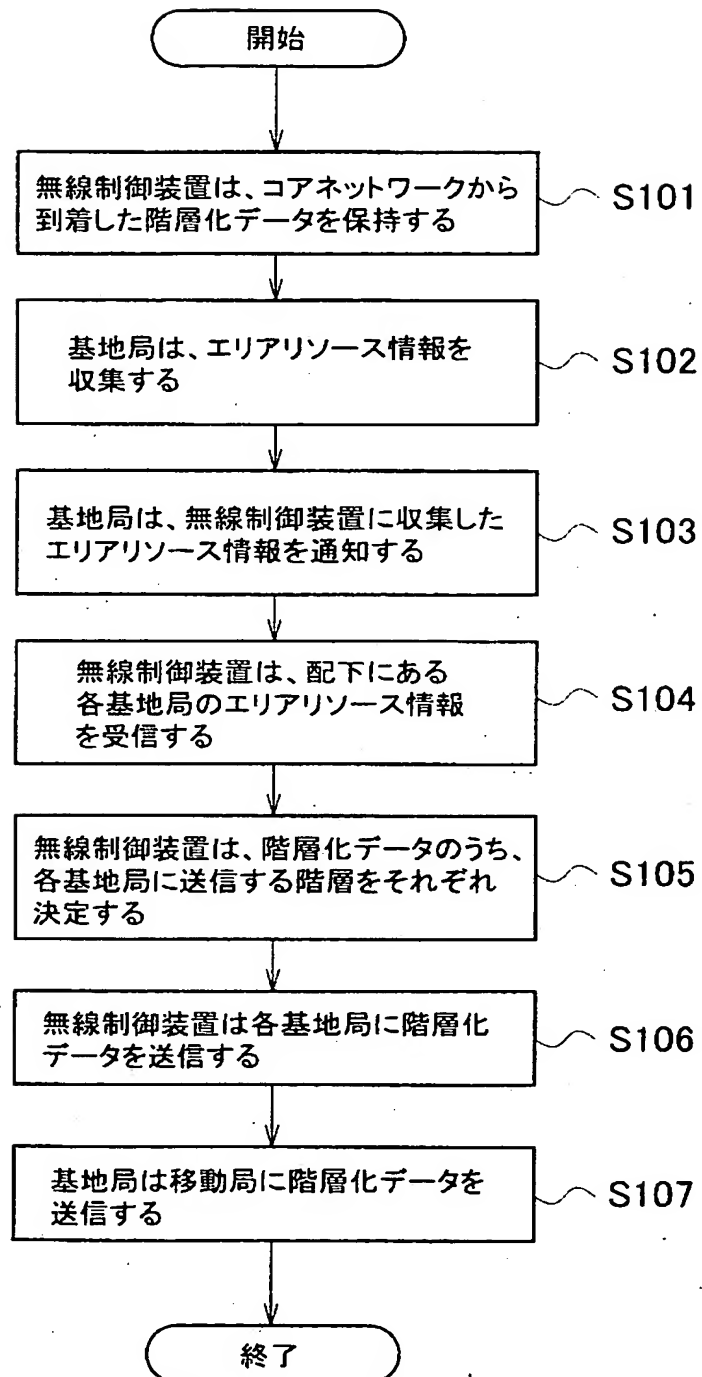 開始
無線制御装置は、コアネットワークから
到着した階層化データを保持する
S101
基地局は、エリアリソース情報を
収集する
S102
基地局は、無線制御装置に収集した
エリアリソース情報を通知する
S103
無線制御装置は、配下にある
各基地局のエリアリソース情報
を受信する
S104
無線制御装置は、階層化データのうち、
各基地局に送信する階層をそれぞれ
決定する
S105
無線制御装置は各基地局に階層化
データを送信する
S106
基地局は移動局に階層化データを
送信する
S107
終了